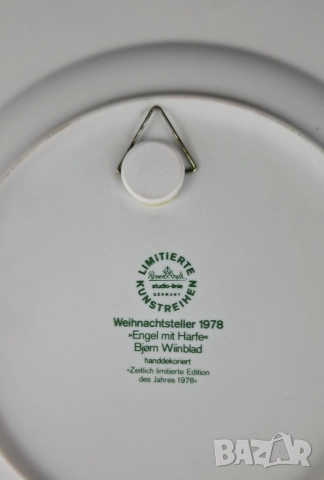 LIMITIERTE
Rosenthal
studio-linie
GERMANY
KUNSTREIHEN
Weihnachtsteller 1978
»Engel mit Harfe«
Bjørn Wiinblad
handdekoriert
»Zeitlich limitierte Edition
des Jahres 1978»
BAZAR
.bg